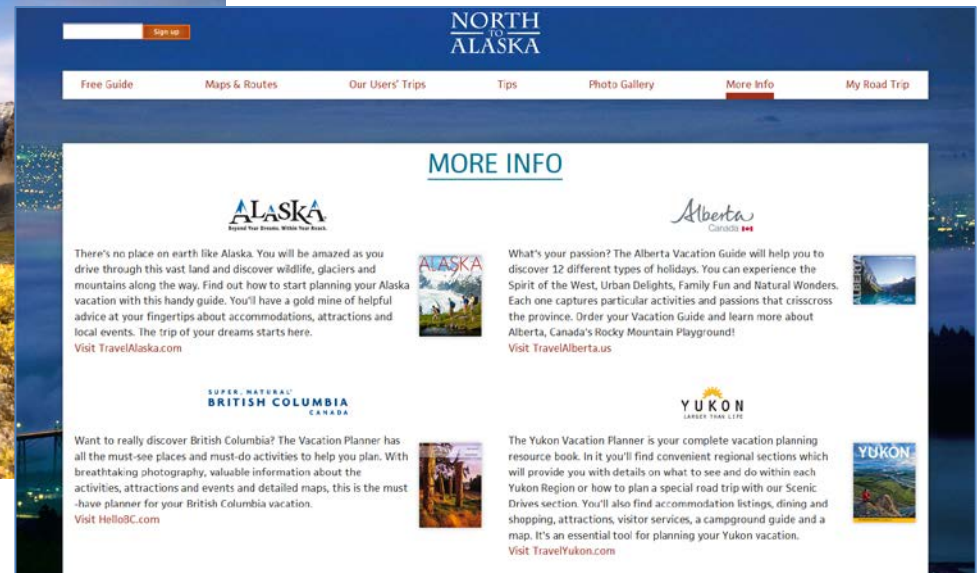 Sign up
NORTH
TO
ALASKA
Free Guide
Maps & Routes
Our Users' Trips
Tips
Photo Gallery
More Info
My Road Trip
MORE INFO
ALASKA
Beyond Your Dreams. Within Your Reach.
There's no place on earth like Alaska. You will be amazed as you
drive through this vast land and discover wildlife, glaciers and
mountains along the way. Find out how to start planning your Alaska
vacation with this handy guide. You'll have a gold mine of helpful
advice at your fingertips about accommodations, attractions and
local events. The trip of your dreams starts here.
Visit TravelAlaska.com
ALASKA
Alberta
Canada
What's your passion? The Alberta Vacation Guide will help you to
discover 12 different types of holidays. You can experience the
Spirit of the West, Urban Delights, Family Fun and Natural Wonders.
Each one captures particular activities and passions that crisscross
the province. Order your Vacation Guide and learn more about
Alberta, Canada's Rocky Mountain Playground!
Visit TravelAlberta.us
ALBERTA
SUPER, NATURAL
BRITISH COLUMBIA
CANADA
Want to really discover British Columbia? The Vacation Planner has
all the must-see places and must-do activities to help you plan. With
breathtaking photography, valuable information about the
activities, attractions and events and detailed maps, this is the must
-have planner for your British Columbia vacation.
Visit HelloBC.com
YUKON
LARGER THAN LIFE
The Yukon Vacation Planner is your complete vacation planning
resource book. In it you'll find convenient regional sections which
will provide you with details on what to see and do within each
Yukon Region or how to plan a special road trip with our Scenic
Drives section. You'll also find accommodation listings, dining and
shopping, attractions, visitor services, a campground guide and a
map. It's an essential tool for planning your Yukon vacation.
Visit TravelYukon.com
YUKON